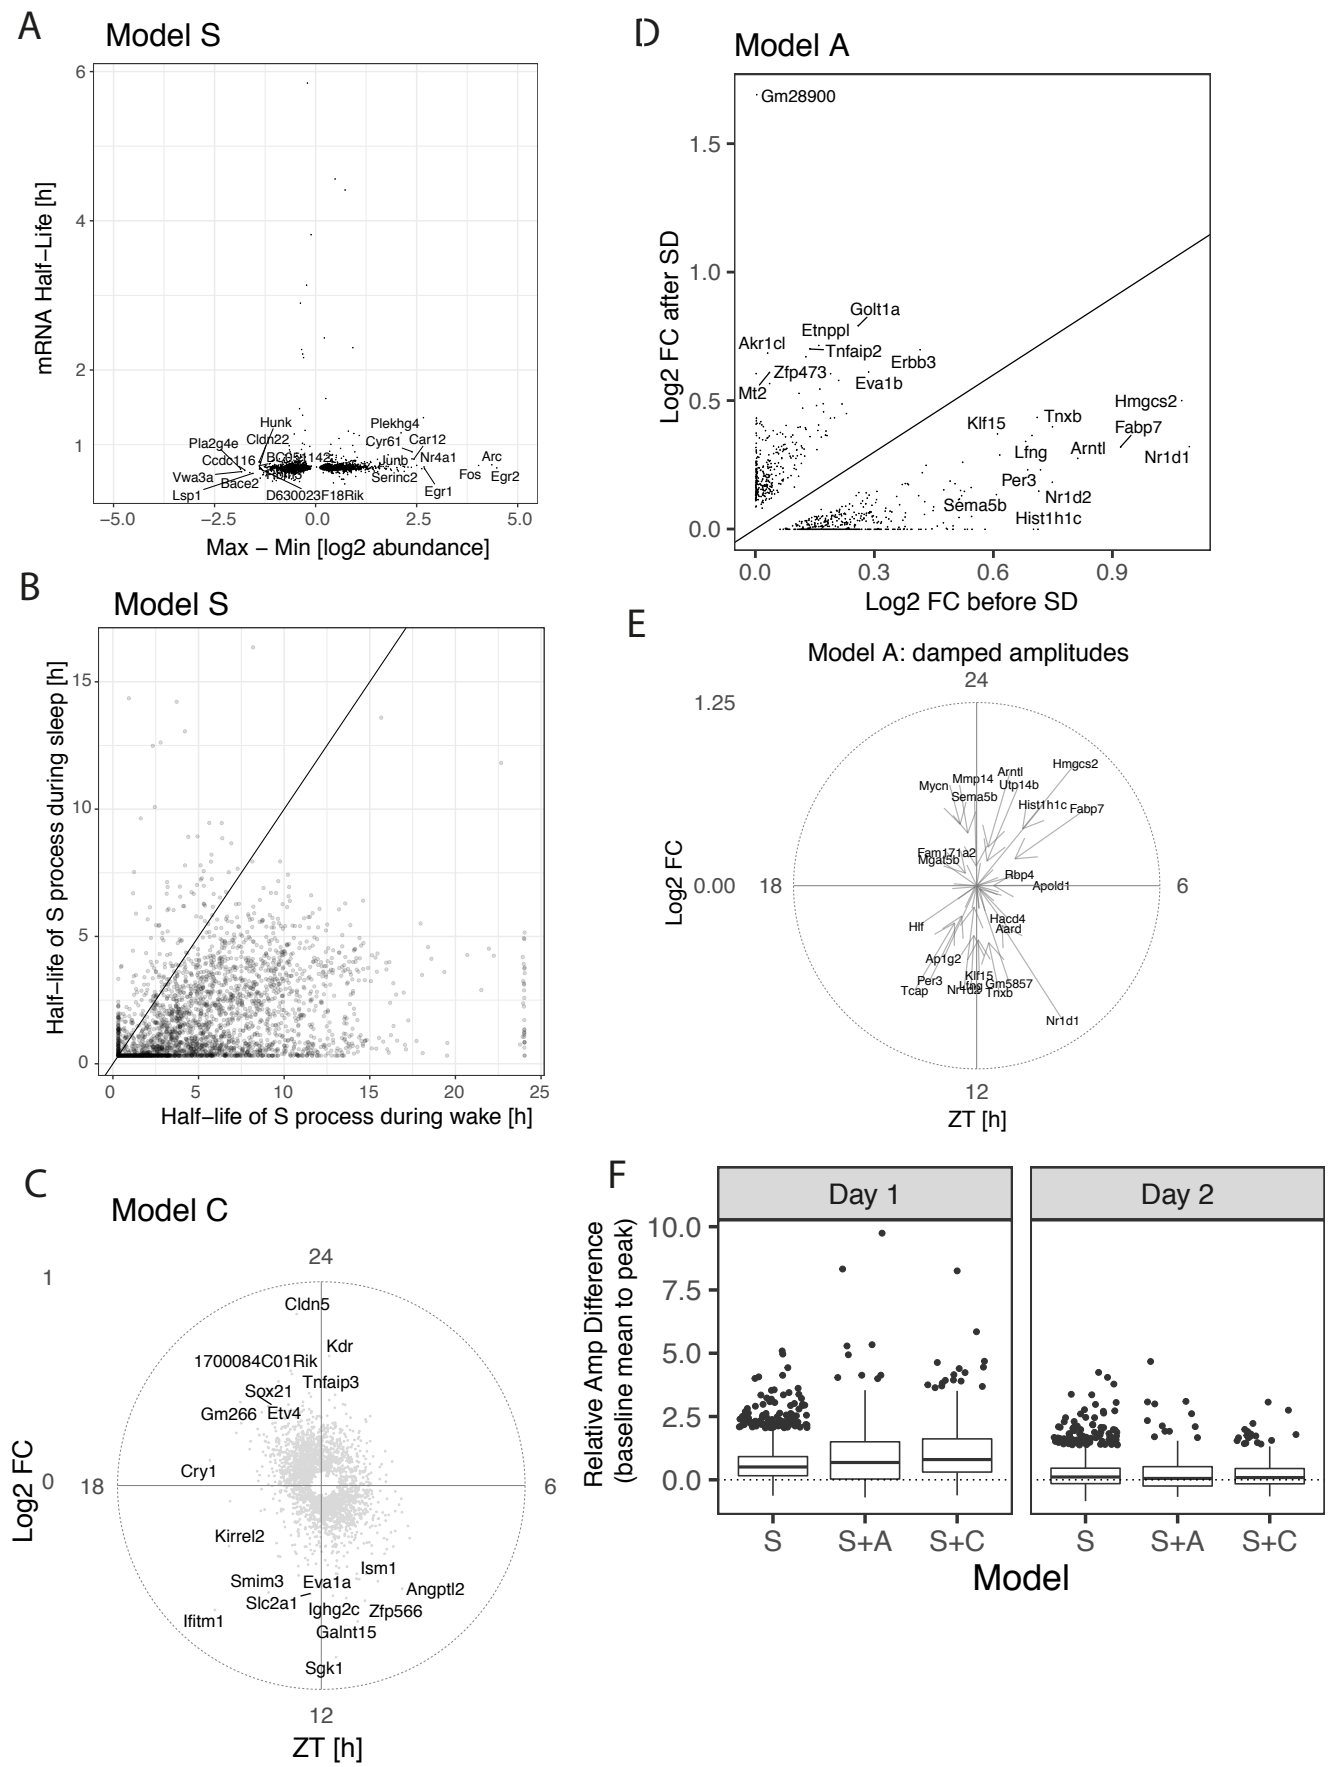 A
Model S
mRNA Half−Life [h]
6
4
2
1
Hunk
Plekhg4
Pla2g4e
Cldn22
Cyr61
Car12
Ccdc116
BC051142
Junb
Nr4a1
Arc
Vwa3a
Bace2
Serinc2
Fos
Egr2
Lsp1
D630023F18Rik
Egr1
−5.0
−2.5
0.0
2.5
5.0
Max − Min [log2 abundance]
B
Model S
Half−life of S process during sleep [h]
15
10
5
0
0
5
10
15
20
25
Half−life of S process during wake [h]
C
Model C
Log2 FC
1
0
24
18
6
12
Cldn5
Kdr
1700084C01Rik
Tnfaip3
Sox21
Gm266
Etv4
Cry1
Kirrel2
Ism1
Smim3
Eva1a
Angptl2
Slc2a1
Ighg2c
Zfp566
Ifitm1
Galnt15
Sgk1
ZT [h]
D
Model A
Log2 FC after SD
1.5
1.0
0.5
0.0
Gm28900
Golt1a
Etnppl
Akr1cl
Tnfaip2
Erbb3
Zfp473
Eva1b
Mt2
Hmgcs2
Klf15
Tnxb
Fabp7
Lfng
Arntl
Nr1d1
Per3
Nr1d2
Sema5b
Hist1h1c
0.0
0.3
0.6
0.9
Log2 FC before SD
E
Model A: damped amplitudes
Log2 FC
1.25
0.00
24
18
6
12
Hmgcs2
Arntl
Mmp14
Mycn
Utp14b
Sema5b
Hist1h1c
Fabp7
Fam171a2
Mgat5b
Rbp4
Apold1
Hacd4
Hlf
Aard
Ap1g2
Klf15
Per3
Lfng
Gm5857
Tcap
Nr1d2
Tnxb
Nr1d1
ZT [h]
F
Relative Amp Difference
(baseline mean to peak)
Day 1
Day 2
10.0
7.5
5.0
2.5
0.0
S
S+A
S+C
S
S+A
S+C
Model